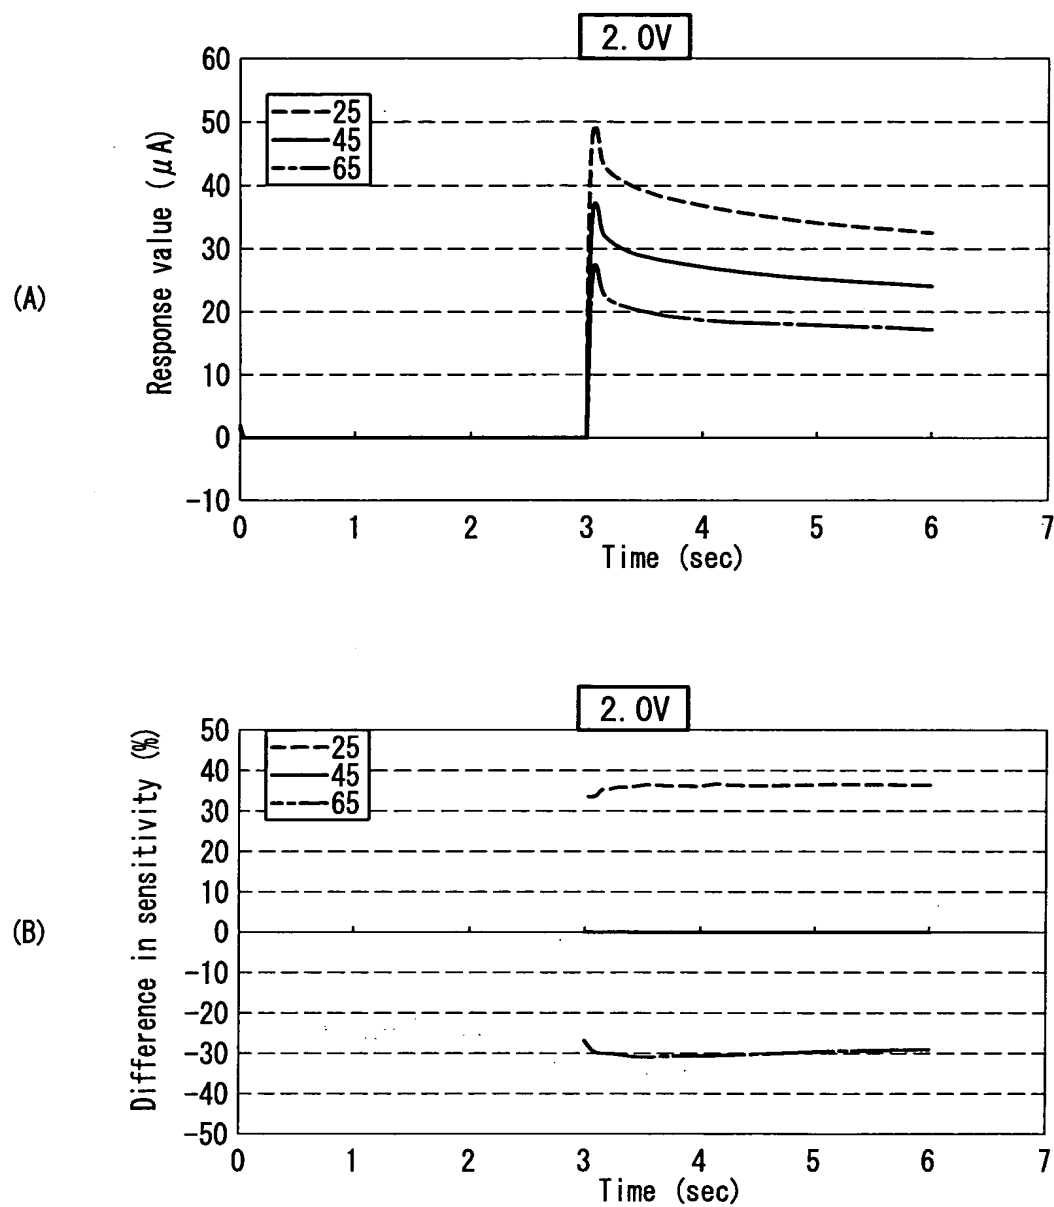 (A)
2.0V
Response value (μA)
60
50
40
30
20
10
0
-10
25
45
65
0 1 2 3 4 5 6 7
Time (sec)
(B)
2.0V
Difference in sensitivity (%)
50
40
30
20
10
0
-10
-20
-30
-40
-50
25
45
65
0 1 2 3 4 5 6 7
Time (sec)